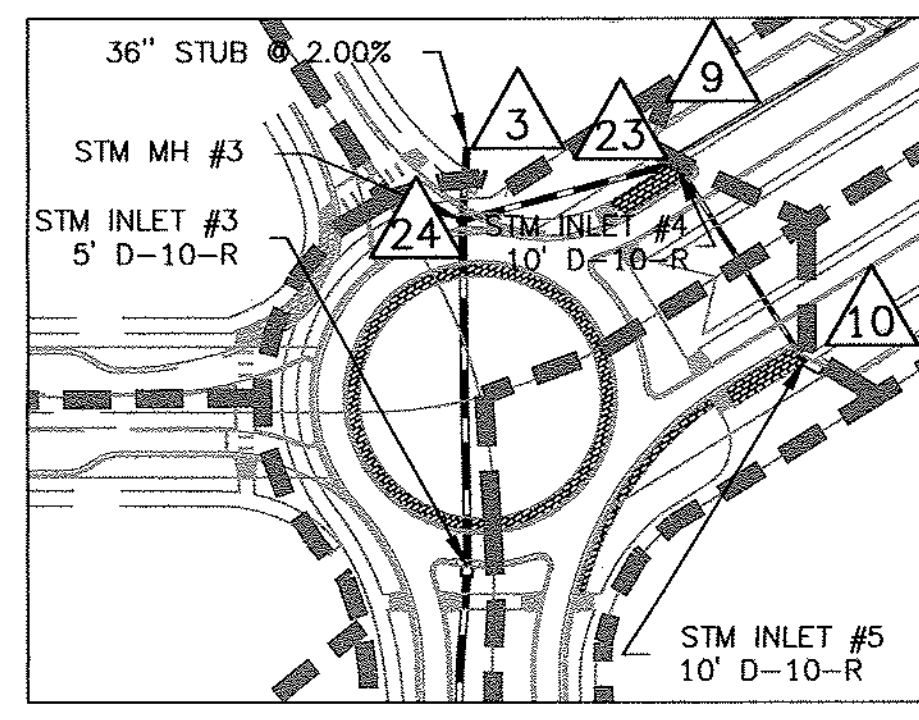 36" STUB @ 2.00%
9
3
23
STM MH #3
STM INLET #3
5' D-10-R
24
STM INLET #4
10' D-10-R
10
STM INLET #5
10' D-10-R